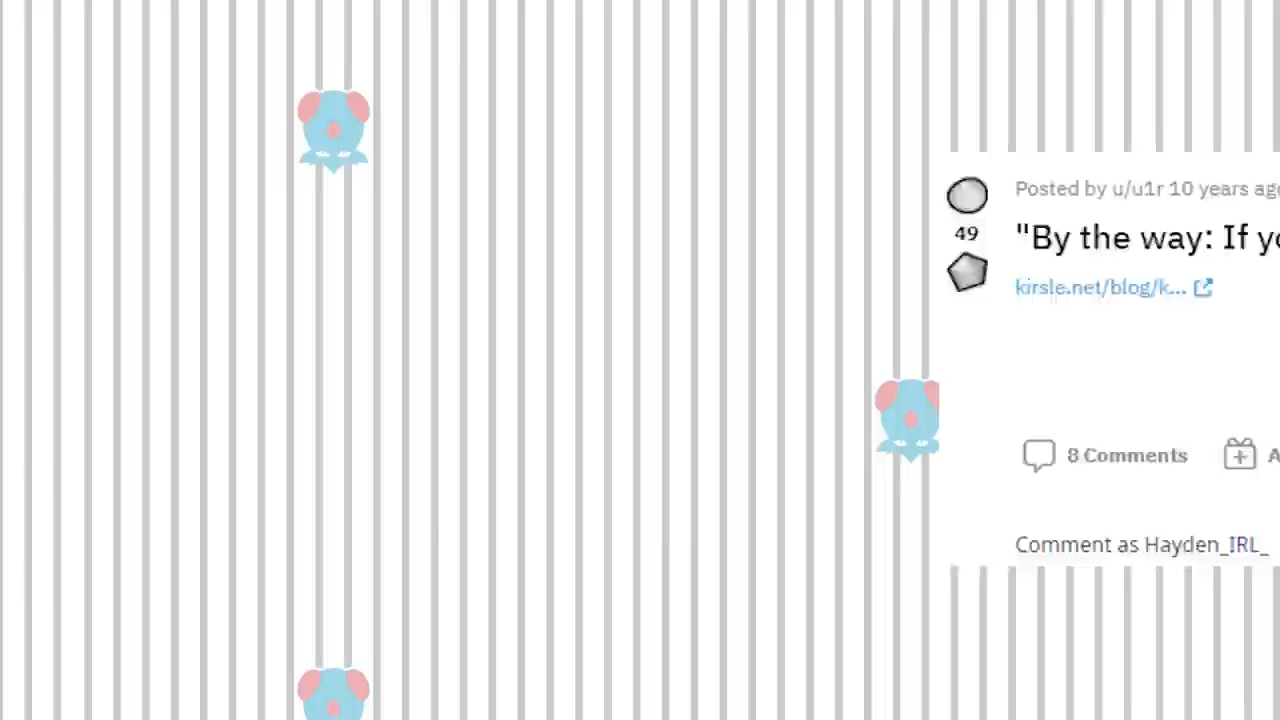 Posted by u/u1r 10 years ago
49
"By the way: If yo
kirsle.net/blog/k...
8 Comments
A
Comment as Hayden_IRL_